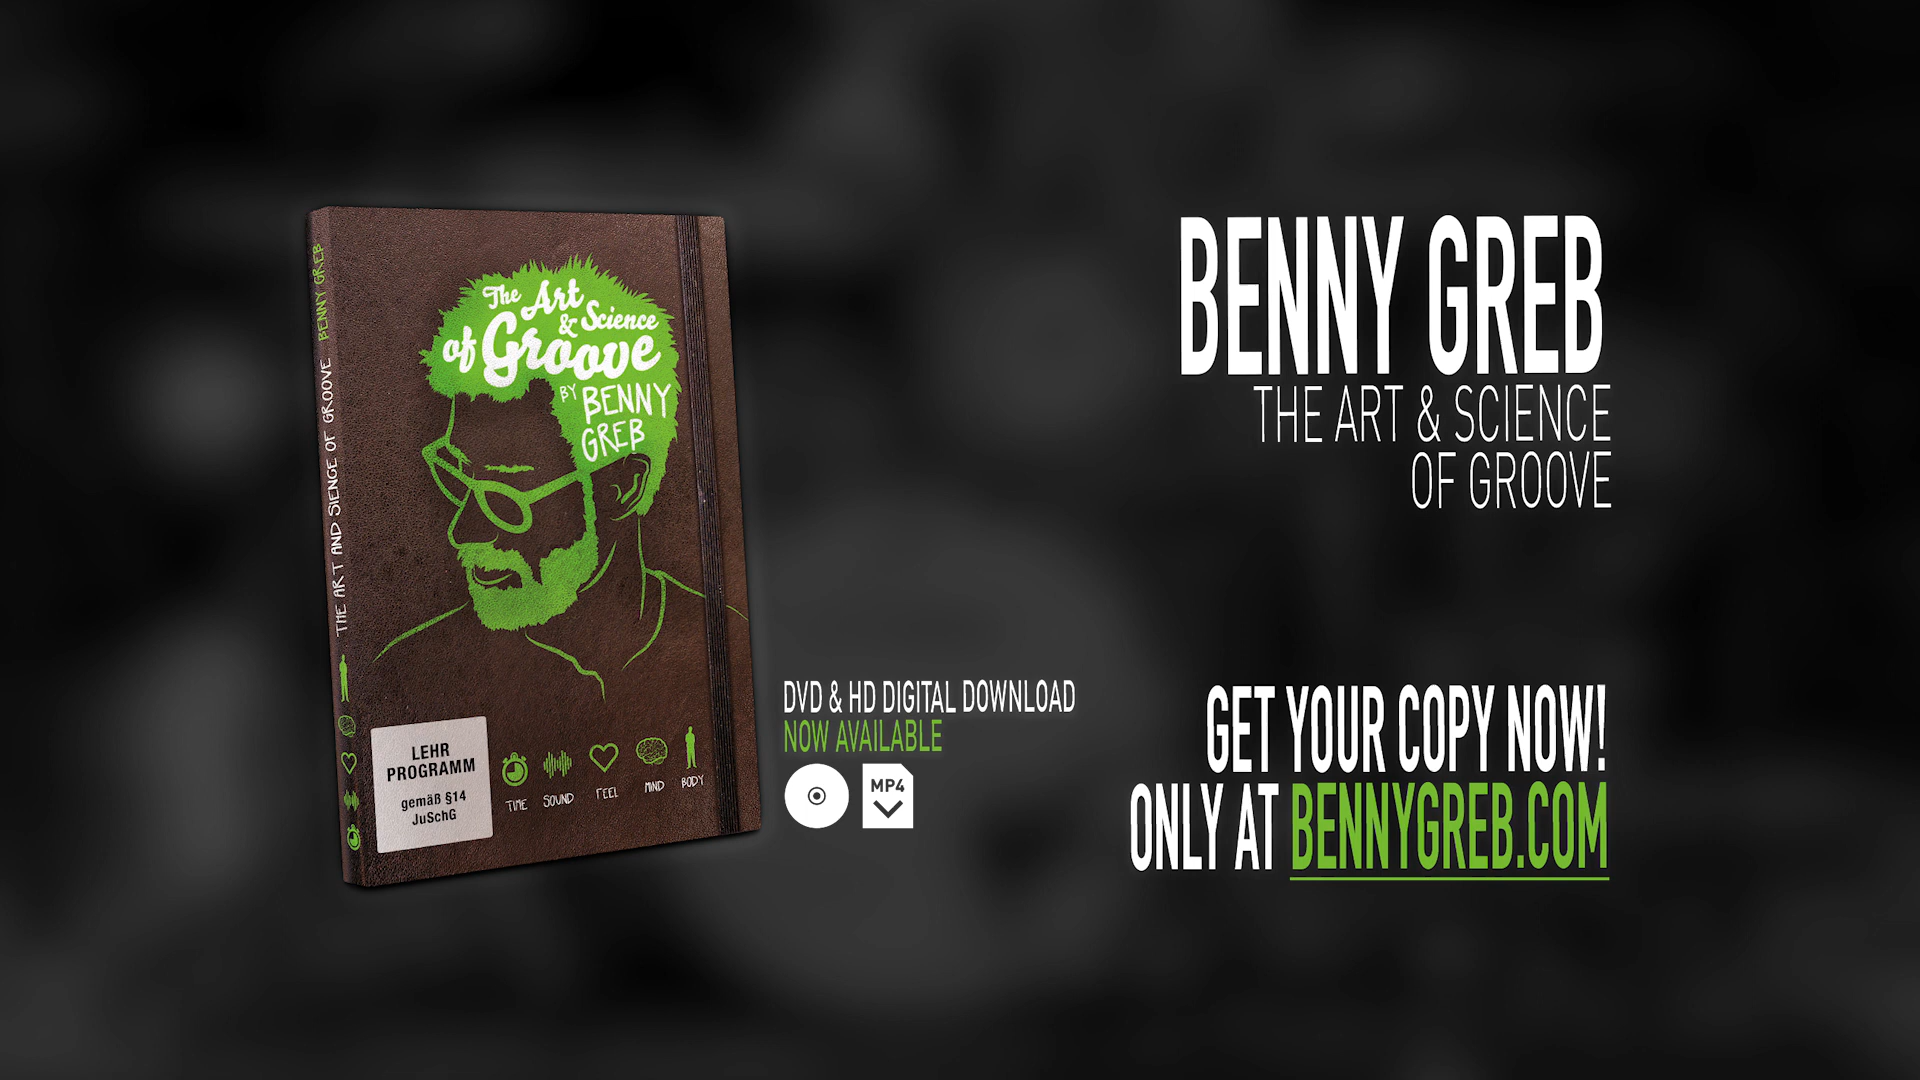 THE ART AND SIENCE OF GROOVE BENNY GREB
The Art
& Science
of Groove
BY BENNY
GREB
LEHR
PROGRAMM
gemäß §14
JuSchG
TIME SOUND FEEL MIND BODY
DVD & HD DIGITAL DOWNLOAD
NOW AVAILABLE
MP4
BENNY GREB
THE ART & SCIENCE
OF GROOVE
GET YOUR COPY NOW!
ONLY AT BENNYGREB.COM